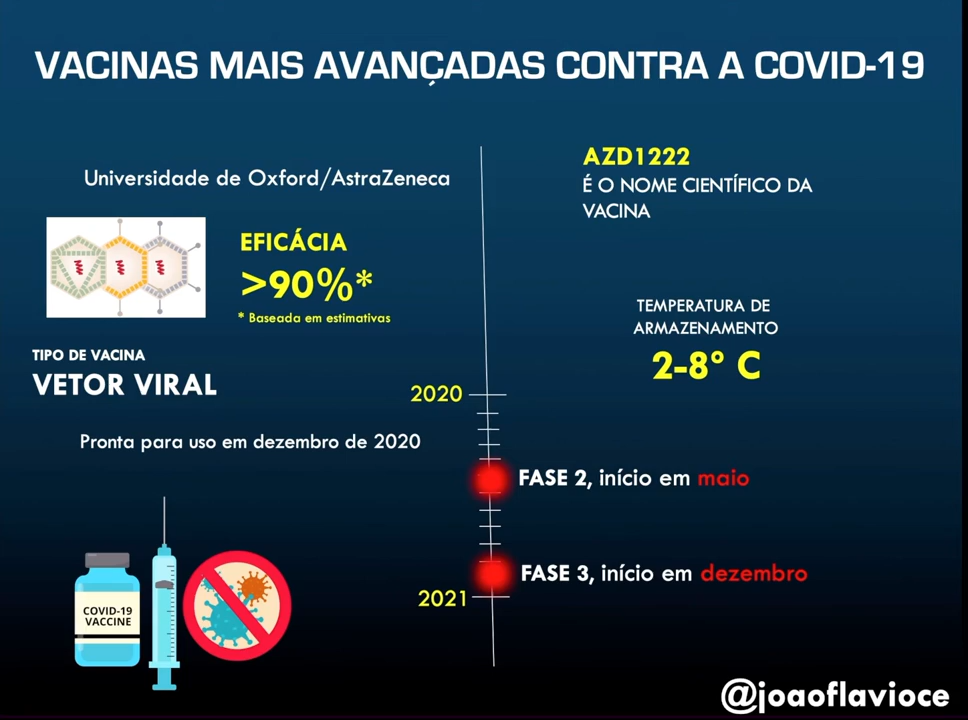 VACINAS MAIS AVANÇADAS CONTRA A COVID-19
Universidade de Oxford/AstraZeneca
EFICÁCIA
>90%*
* Baseada em estimativas
TIPO DE VACINA
VETOR VIRAL
Pronta para uso em dezembro de 2020
COVID-19
VACCINE
AZD1222
É O NOME CIENTÍFICO DA
VACINA
TEMPERATURA DE
ARMAZENAMENTO
2-8° C
2020
FASE 2, início em maio
FASE 3, início em dezembro
2021
@joaoflavioce